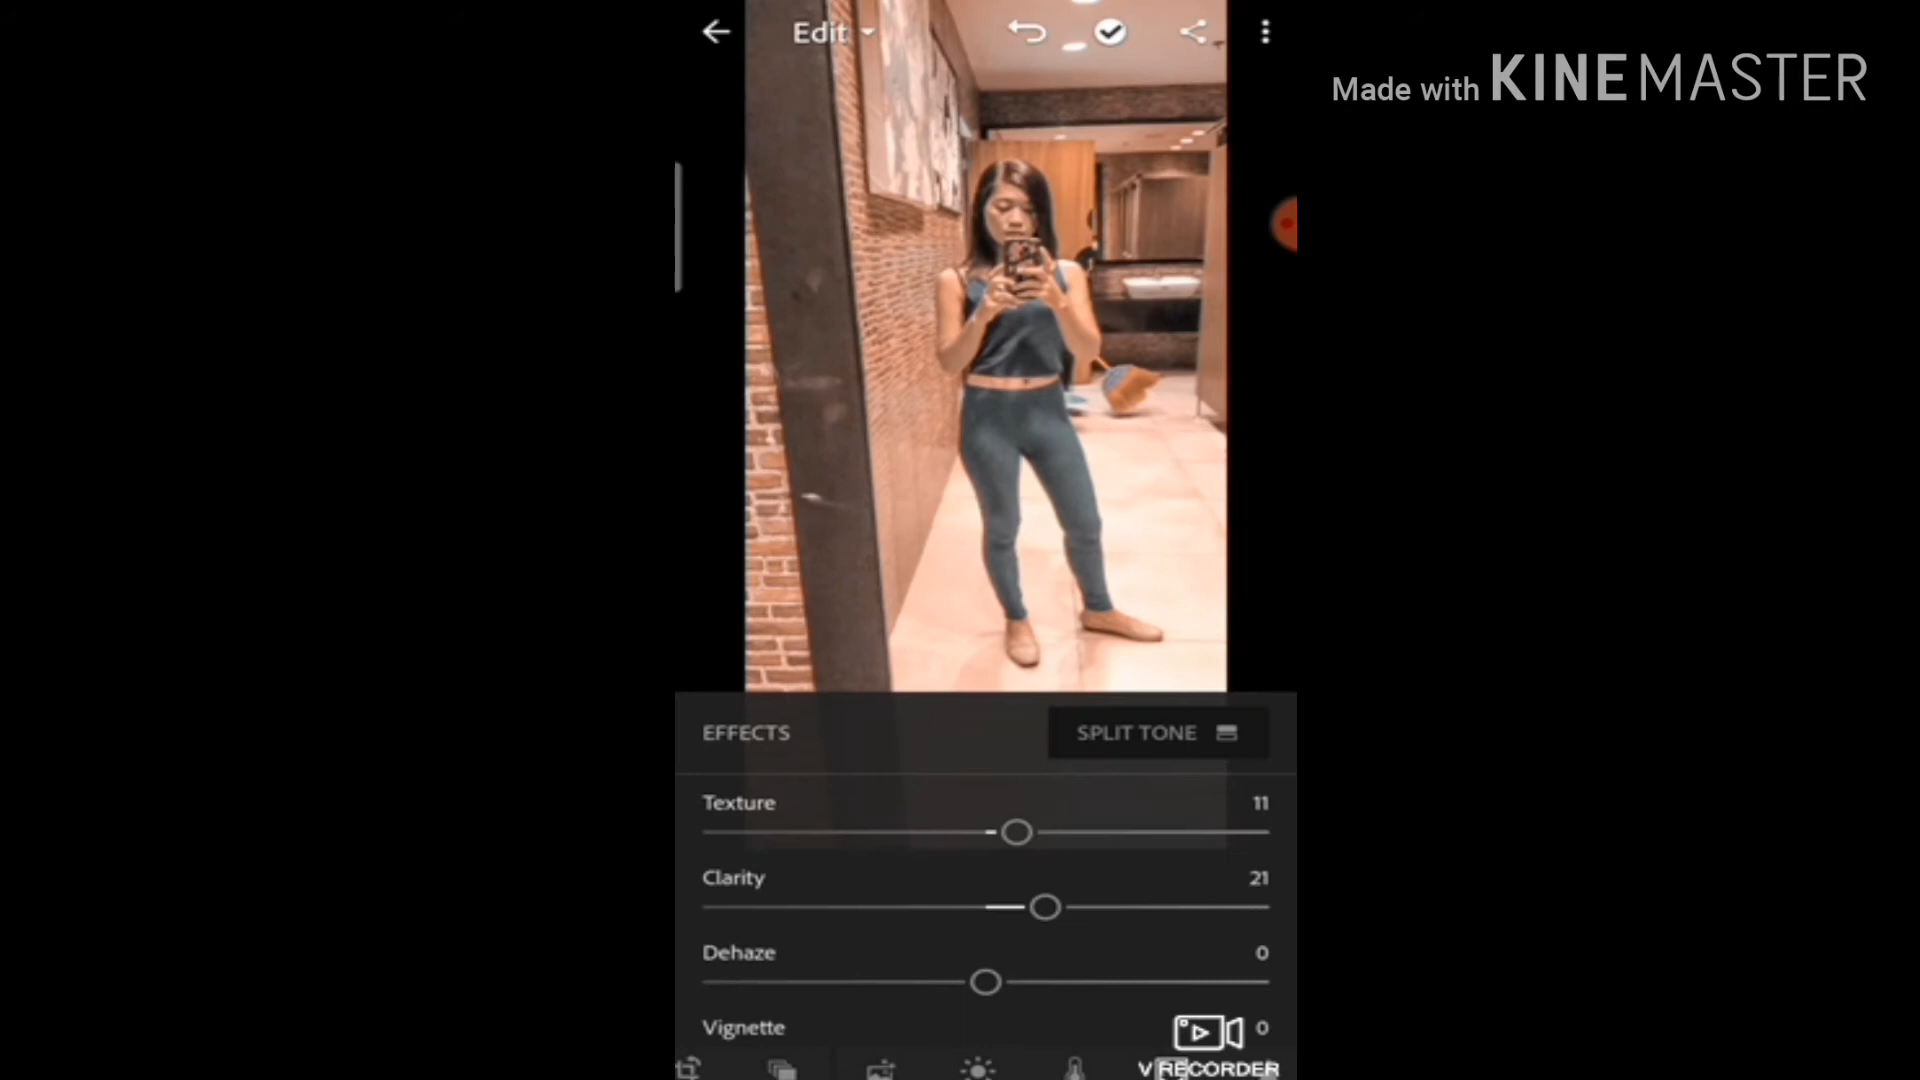 Edit
Made with KINEMASTER
EFFECTS
SPLIT TONE
Texture 11
Clarity 21
Dehaze 0
Vignette 0
V RECORDER